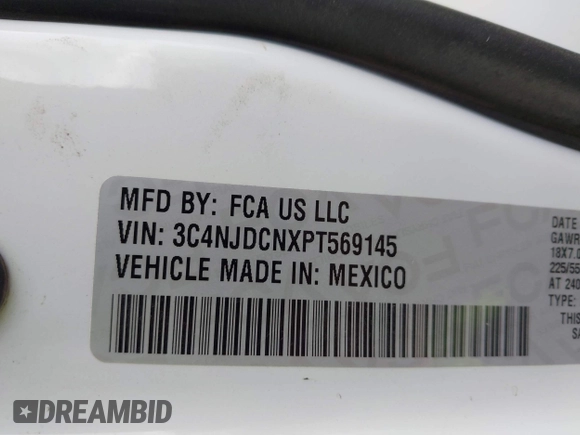 MFD BY: FCA US LLC
VIN: 3C4NJDCNXPT569145
VEHICLE MADE IN: MEXICO
DATE
GAWR
18X7.0
225/55
AT 240
TYPE:
THIS
SA
DREAMBID